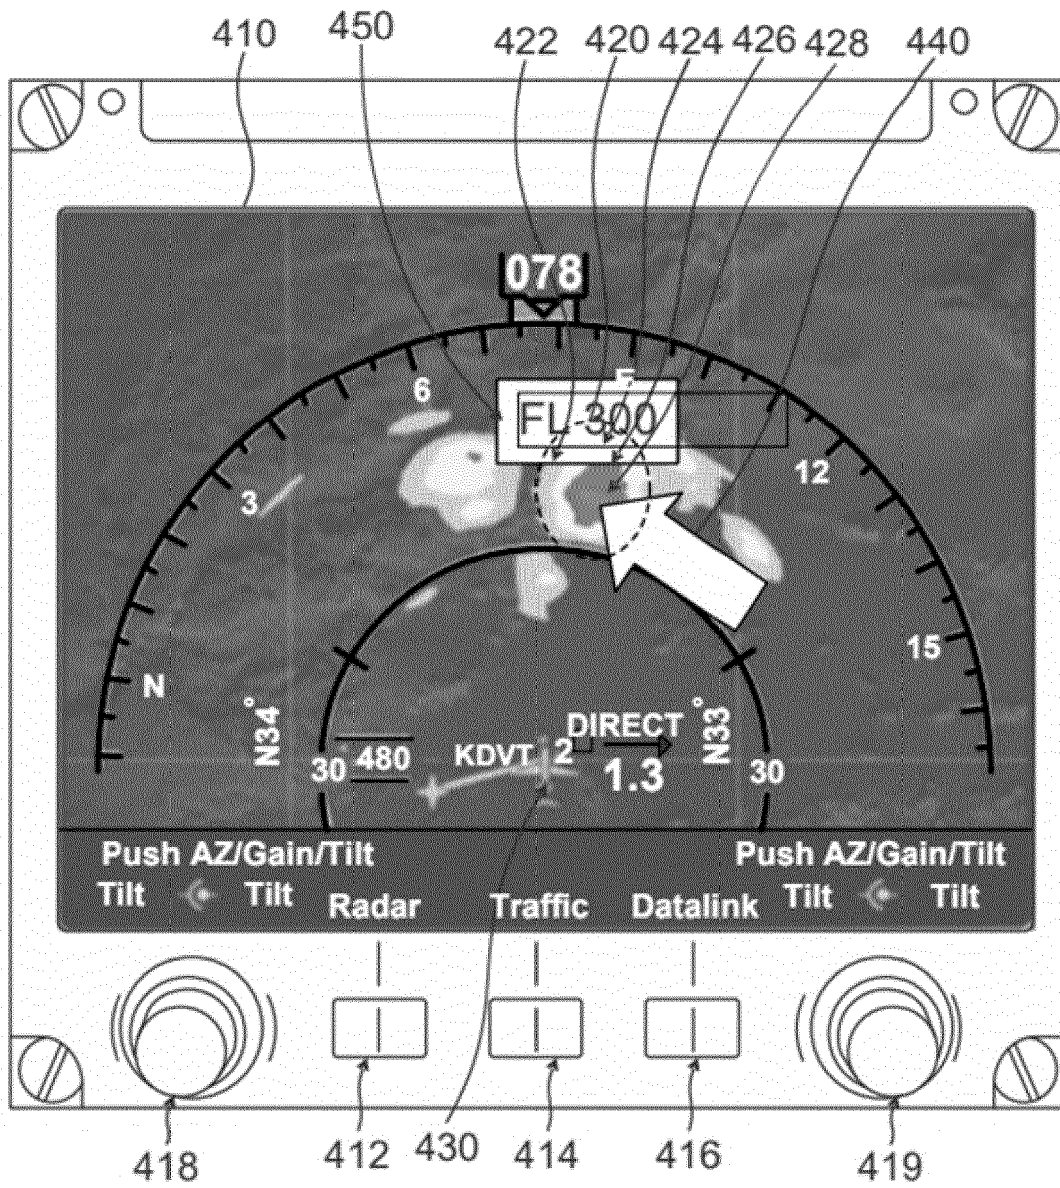 410 450 422 420 424 426 428 440
078
6
FL 300
3
12
15
N
N34° DIRECT N33°
30 480 KDVT 2 1.3 30
Push AZ/Gain/Tilt Push AZ/Gain/Tilt
Tilt Tilt Radar Traffic Datalink Tilt Tilt
418 412 430 414 416 419